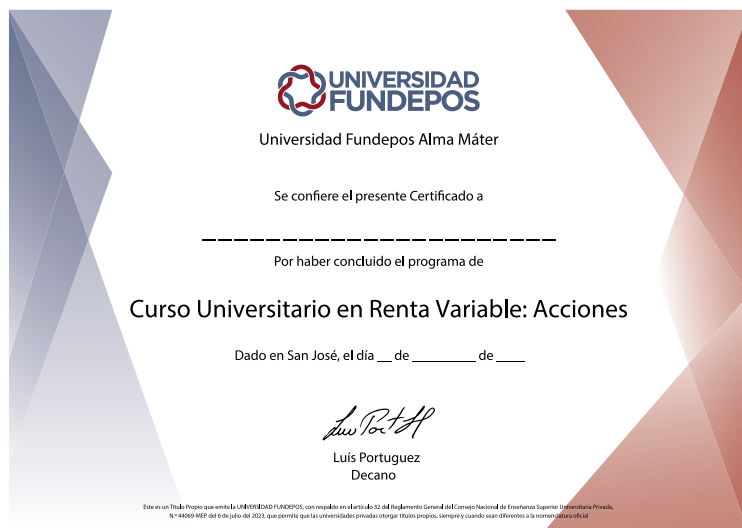 UNIVERSIDAD
FUNDEPOS
Universidad Fundepos Alma Máter
Se confiere el presente Certificado a
Por haber concluido el programa de
Curso Universitario en Renta Variable: Acciones
Dado en San José, el día __ de ________ de ____
Luís Portuguez
Decano
Este es un Título Propio que emite la UNIVERSIDAD FUNDEPOS, con respaldo en el artículo 32 del Reglamento General del Consejo Nacional de Enseñanza Superior Universitaria Privada,
N.º 44069-MEP del 6 de julio del 2023, que permite que las universidades privadas otorgar títulos propios, siempre y cuando sean diferentes a la nomenclatura oficial